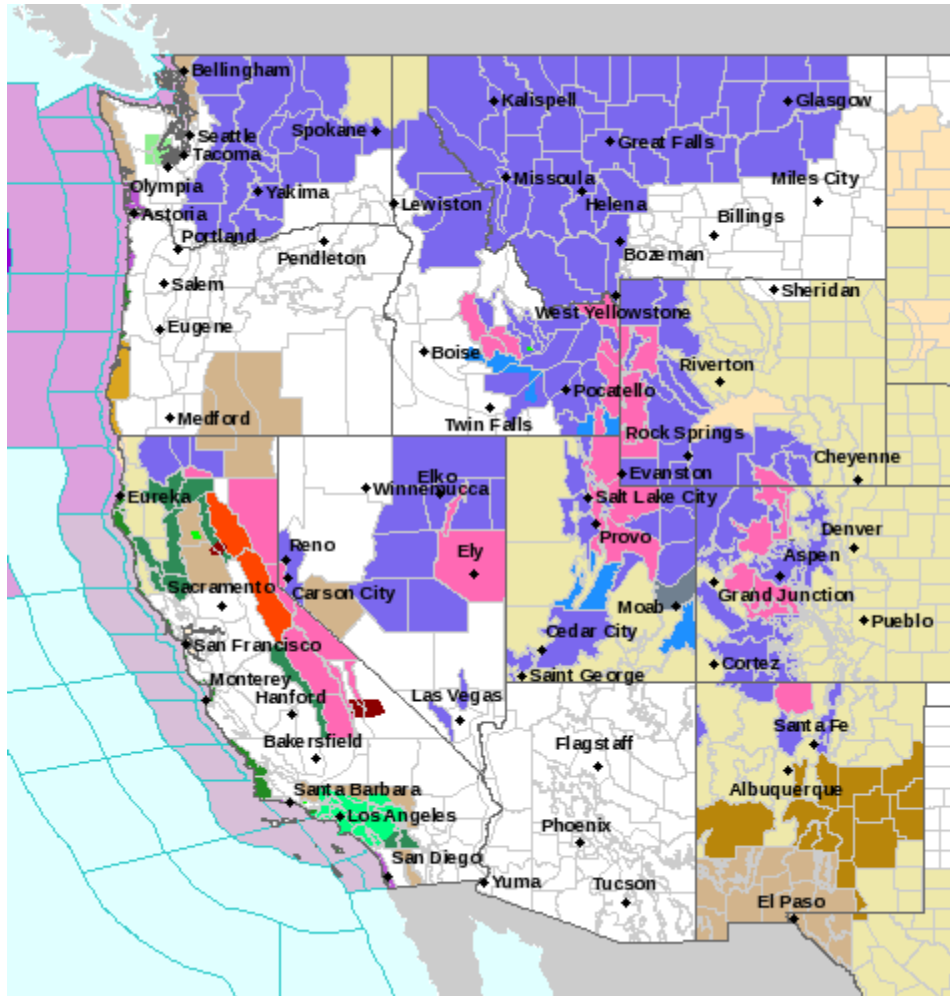 Bellingham
Kalispell
Glasgow
Seattle
Spokane
Great Falls
Tacoma
Olympia
Missoula
Miles City
Yakima
Helena
Lewiston
Astoria
Billings
Portland
Bozeman
Pendleton
Salem
Sheridan
West Yellowstone
Eugene
Boise
Riverton
Pocatello
Medford
Twin Falls
Rock Springs
Cheyenne
Elko
Evanston
Winnemucca
Eureka
Salt Lake City
Denver
Provo
Reno
Ely
Aspen
Sacramento
Carson City
Grand Junction
Moab
Pueblo
San Francisco
Cedar City
Cortez
Saint George
Monterey
Hanford
Las Vegas
Santa Fe
Bakersfield
Flagstaff
Albuquerque
Santa Barbara
Los Angeles
Phoenix
San Diego
Yuma
Tucson
El Paso